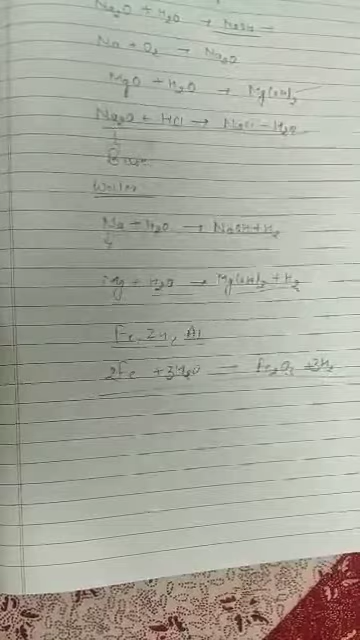 Na₂O + H₂O → NaOH
Na + O₂ → Na₂O
MgO + H₂O → Mg(OH)₂
Na₂O + HCl → NaCl + H₂O
↓
Base
Water
Na + H₂O → NaOH + H₂
↓
Mg + H₂O → Mg(OH)₂ + H₂
Fe, Zn, Al
2Fe + 3H₂O → Fe₂O₃ + 3H₂